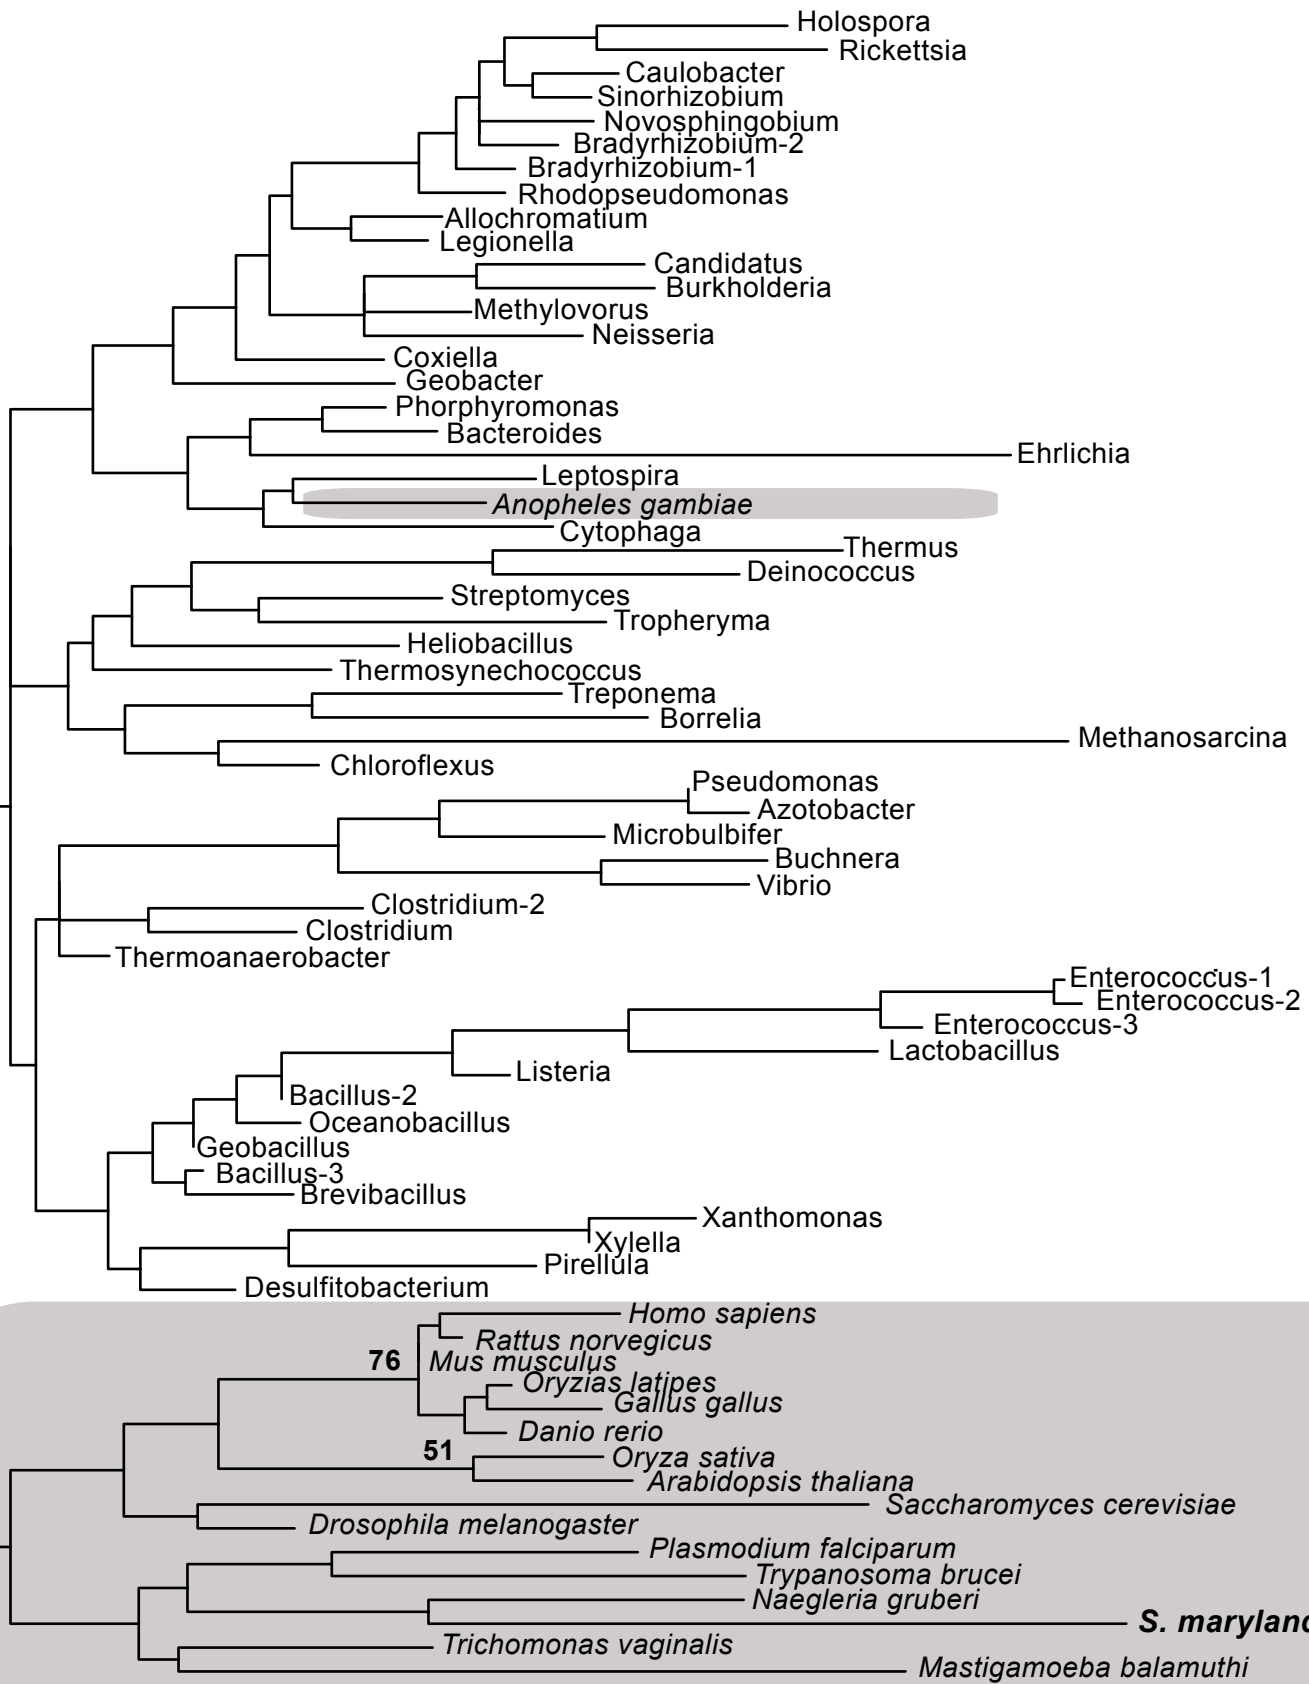 Holospora
Rickettsia
Caulobacter
Sinorhizobium
Novosphingobium
Bradyrhizobium-2
Bradyrhizobium-1
Rhodopseudomonas
Allochromatium
Legionella
Candidatus
Burkholderia
Methylovorus
Neisseria
Coxiella
Geobacter
Phorphyromonas
Bacteroides
Ehrlichia
Leptospira
Anopheles gambiae
Cytophaga
Thermus
Deinococcus
Streptomyces
Tropheryma
Heliobacillus
Thermosynechococcus
Treponema
Borrelia
Methanosarcina
Chloroflexus
Pseudomonas
Azotobacter
Microbulbifer
Buchnera
Vibrio
Clostridium-2
Clostridium
Thermoanaerobacter
Enterococcus-1
Enterococcus-2
Enterococcus-3
Lactobacillus
Listeria
Bacillus-2
Oceanobacillus
Geobacillus
Bacillus-3
Brevibacillus
Xanthomonas
Xylella
Pirellula
Desulfitobacterium
Homo sapiens
Rattus norvegicus
76 Mus musculus
Oryzias latipes
Gallus gallus
Danio rerio
51 Oryza sativa
Arabidopsis thaliana
Saccharomyces cerevisiae
Drosophila melanogaster
Plasmodium falciparum
Trypanosoma brucei
Naegleria gruberi
S.
Trichomonas vaginalis
Mastigamoeba balamuthi